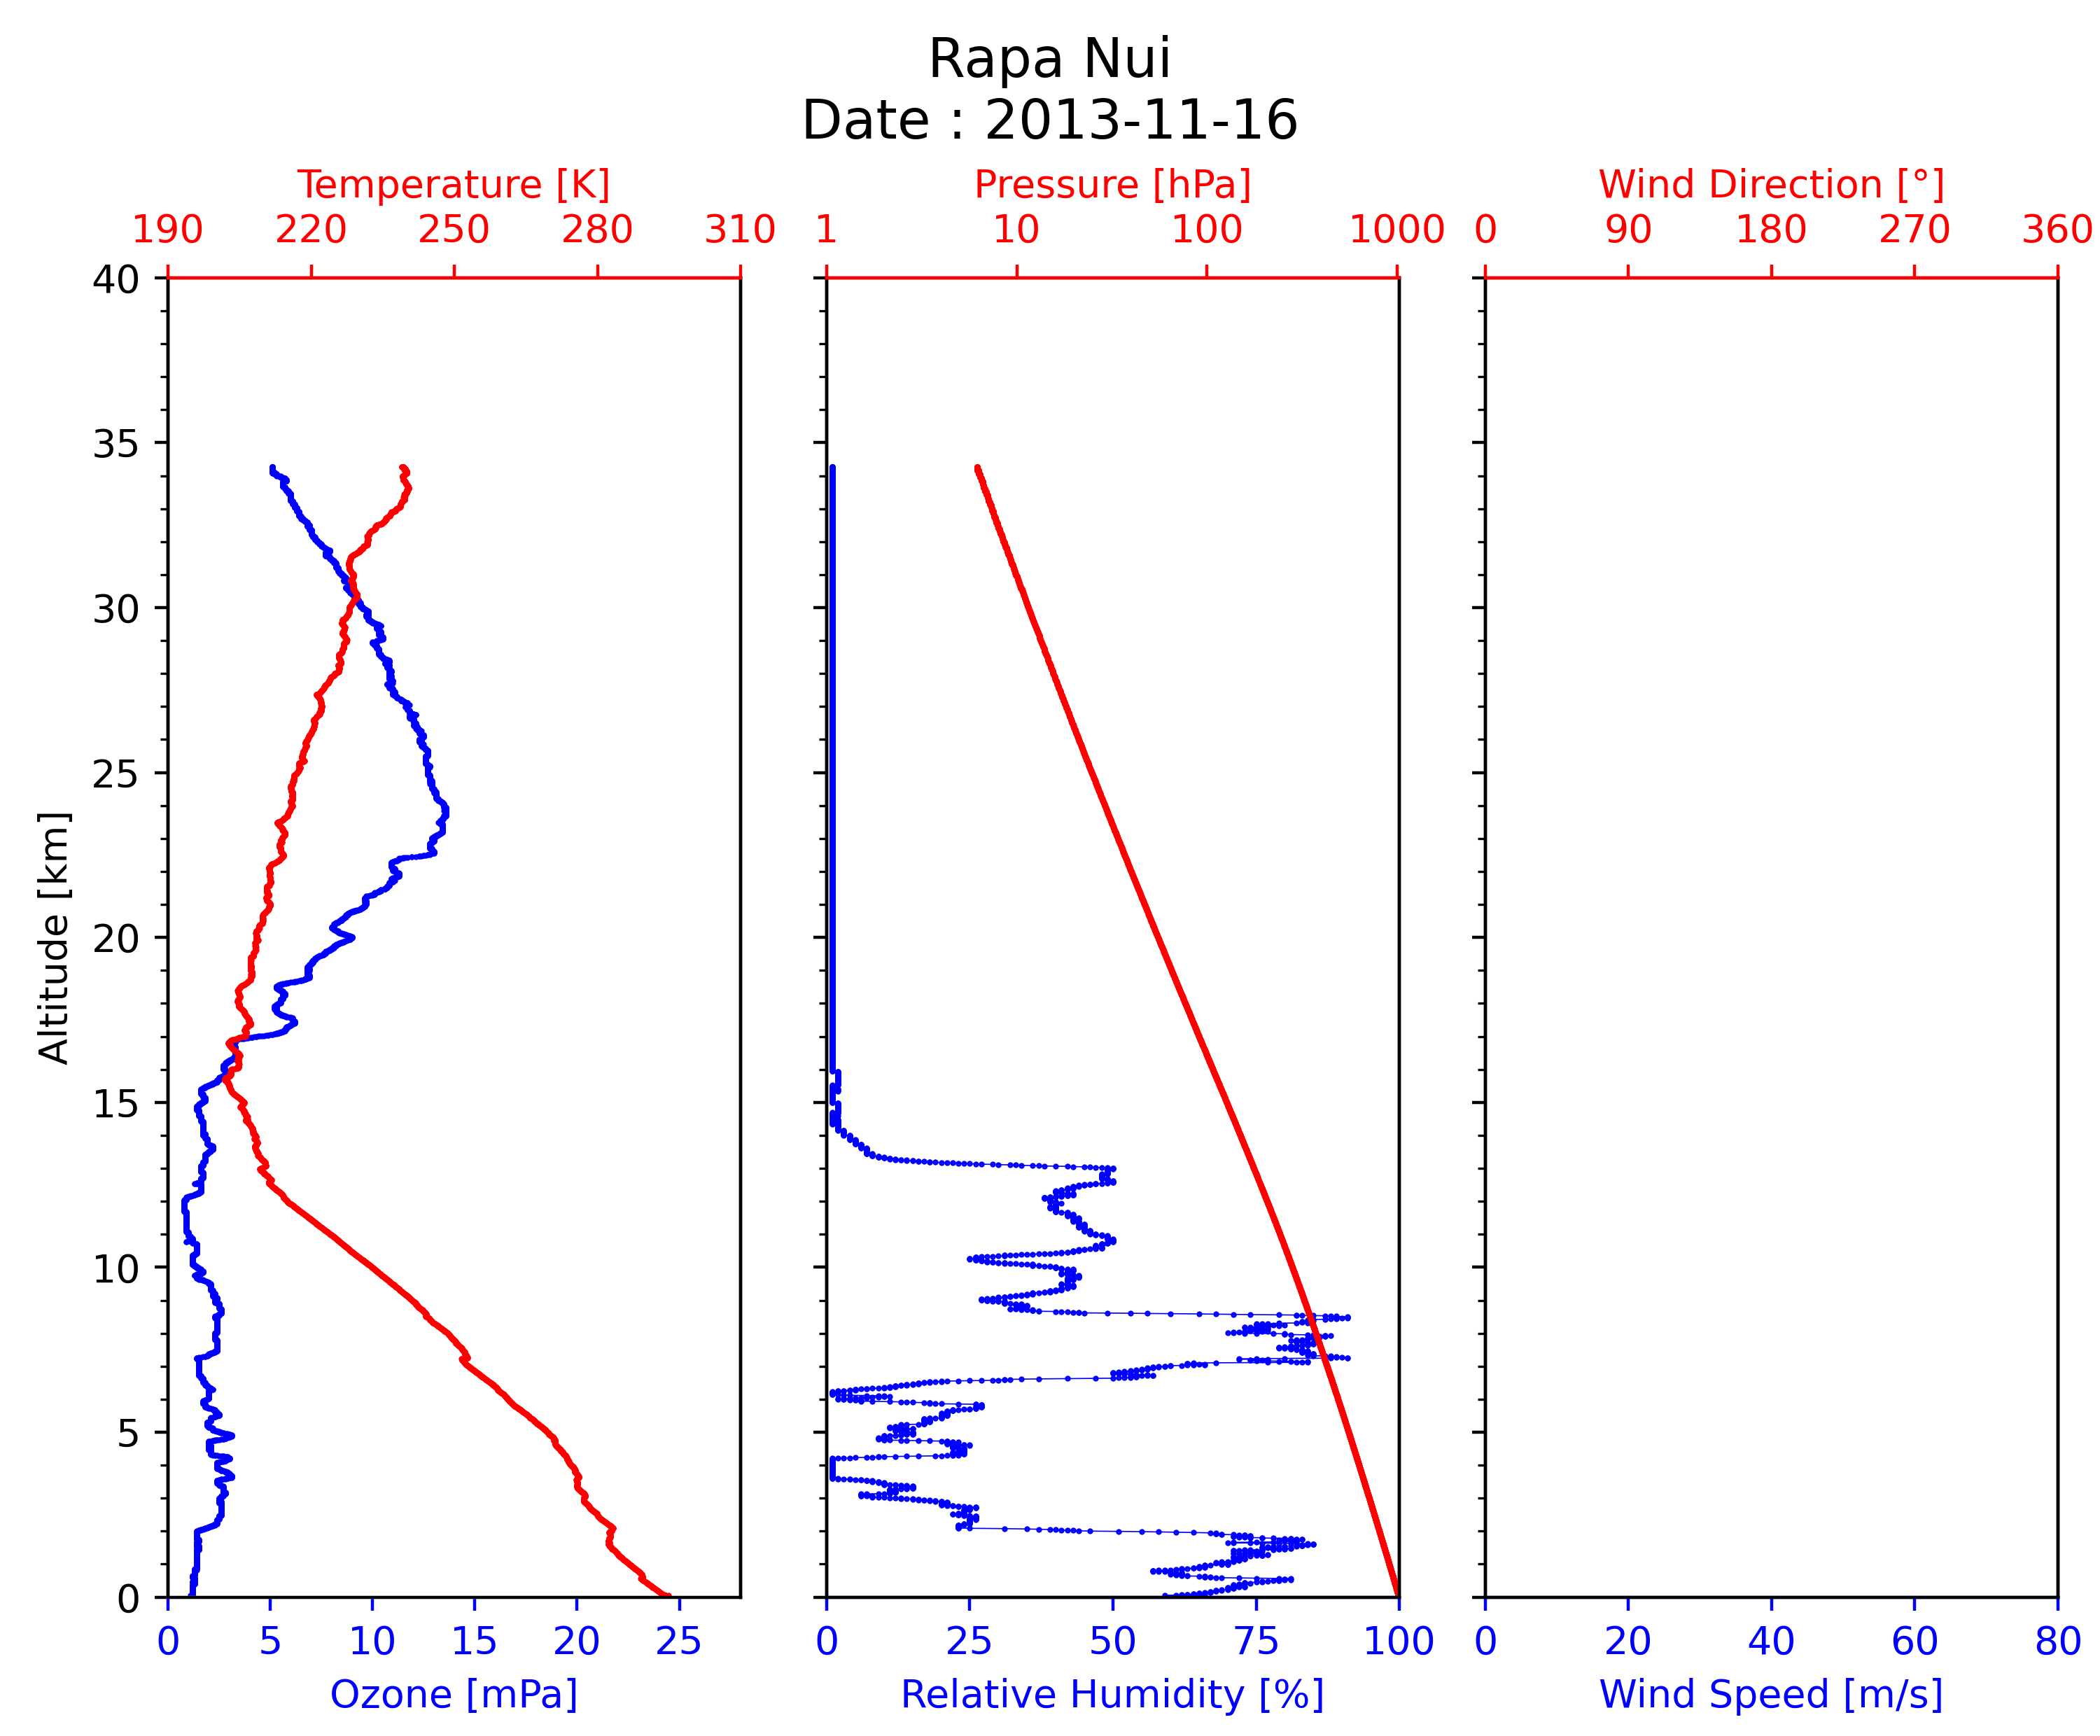 Rapa Nui
Date : 2013-11-16
Temperature [K]
190 220 250 280 310
Pressure [hPa]
1 10 100 1000
Wind Direction [°]
0 90 180 270 360
Altitude [km]
40
35
30
25
20
15
10
5
0
0 5 10 15 20 25
Ozone [mPa]
0 25 50 75 100
Relative Humidity [%]
0 20 40 60 80
Wind Speed [m/s]